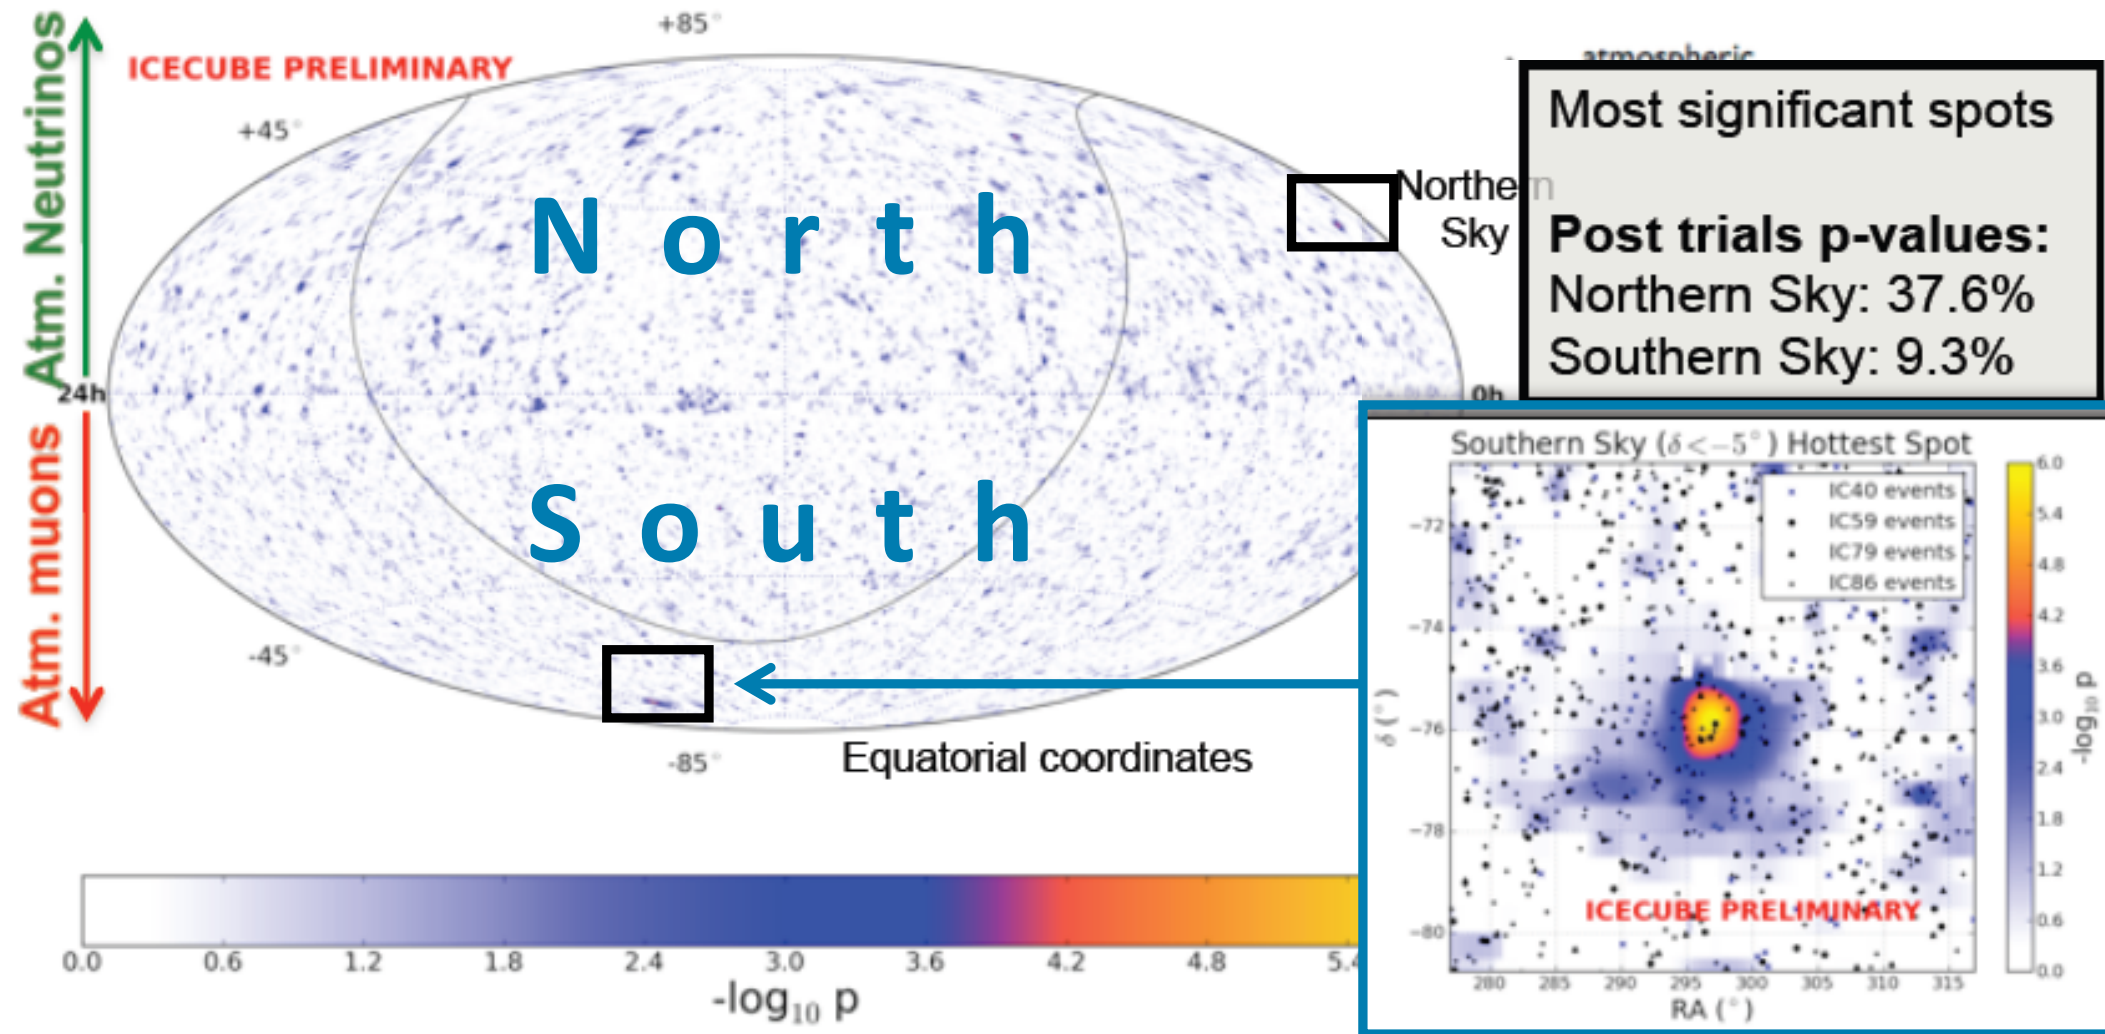 Atm. Neutrinos
Atm. muons
ICECUBE PRELIMINARY
+85°
+45°
24h
0h
-45°
-85°
North
South
Northern
Sky
Equatorial coordinates
atmospheric
Most significant spots
Post trials p-values:
Northern Sky: 37.6%
Southern Sky: 9.3%
0.0 0.6 1.2 1.8 2.4 3.0 3.6 4.2 4.8 5.4
-log₁₀ p
Southern Sky (δ<−5°) Hottest Spot
IC40 events
IC59 events
IC79 events
IC86 events
−72
−74
−76
−78
−80
δ(°)
ICECUBE PRELIMINARY
280 285 290 295 300 305 310 315
RA (°)
6.0
5.4
4.8
4.2
3.6
3.0
2.4
1.8
1.2
0.6
0.0
-log₁₀ p